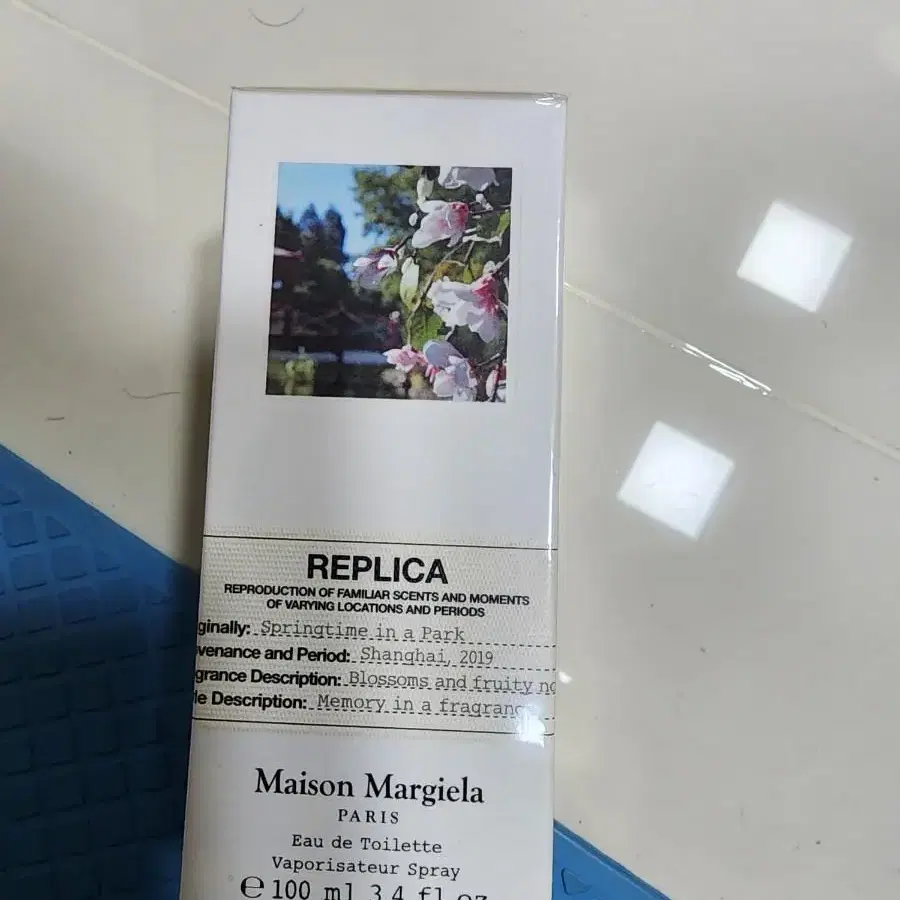 REPLICA
REPRODUCTION OF FAMILIAR SCENTS AND MOMENTS
OF VARYING LOCATIONS AND PERIODS
ginally: Springtime in a Park
venance and Period: Shanghai, 2019
grance Description: Blossoms and fruity no
le Description: Memory in a fragranc
Maison Margiela
PARIS
Eau de Toilette
Vaporisateur Spray
℮ 100 ml 3.4 fl oz